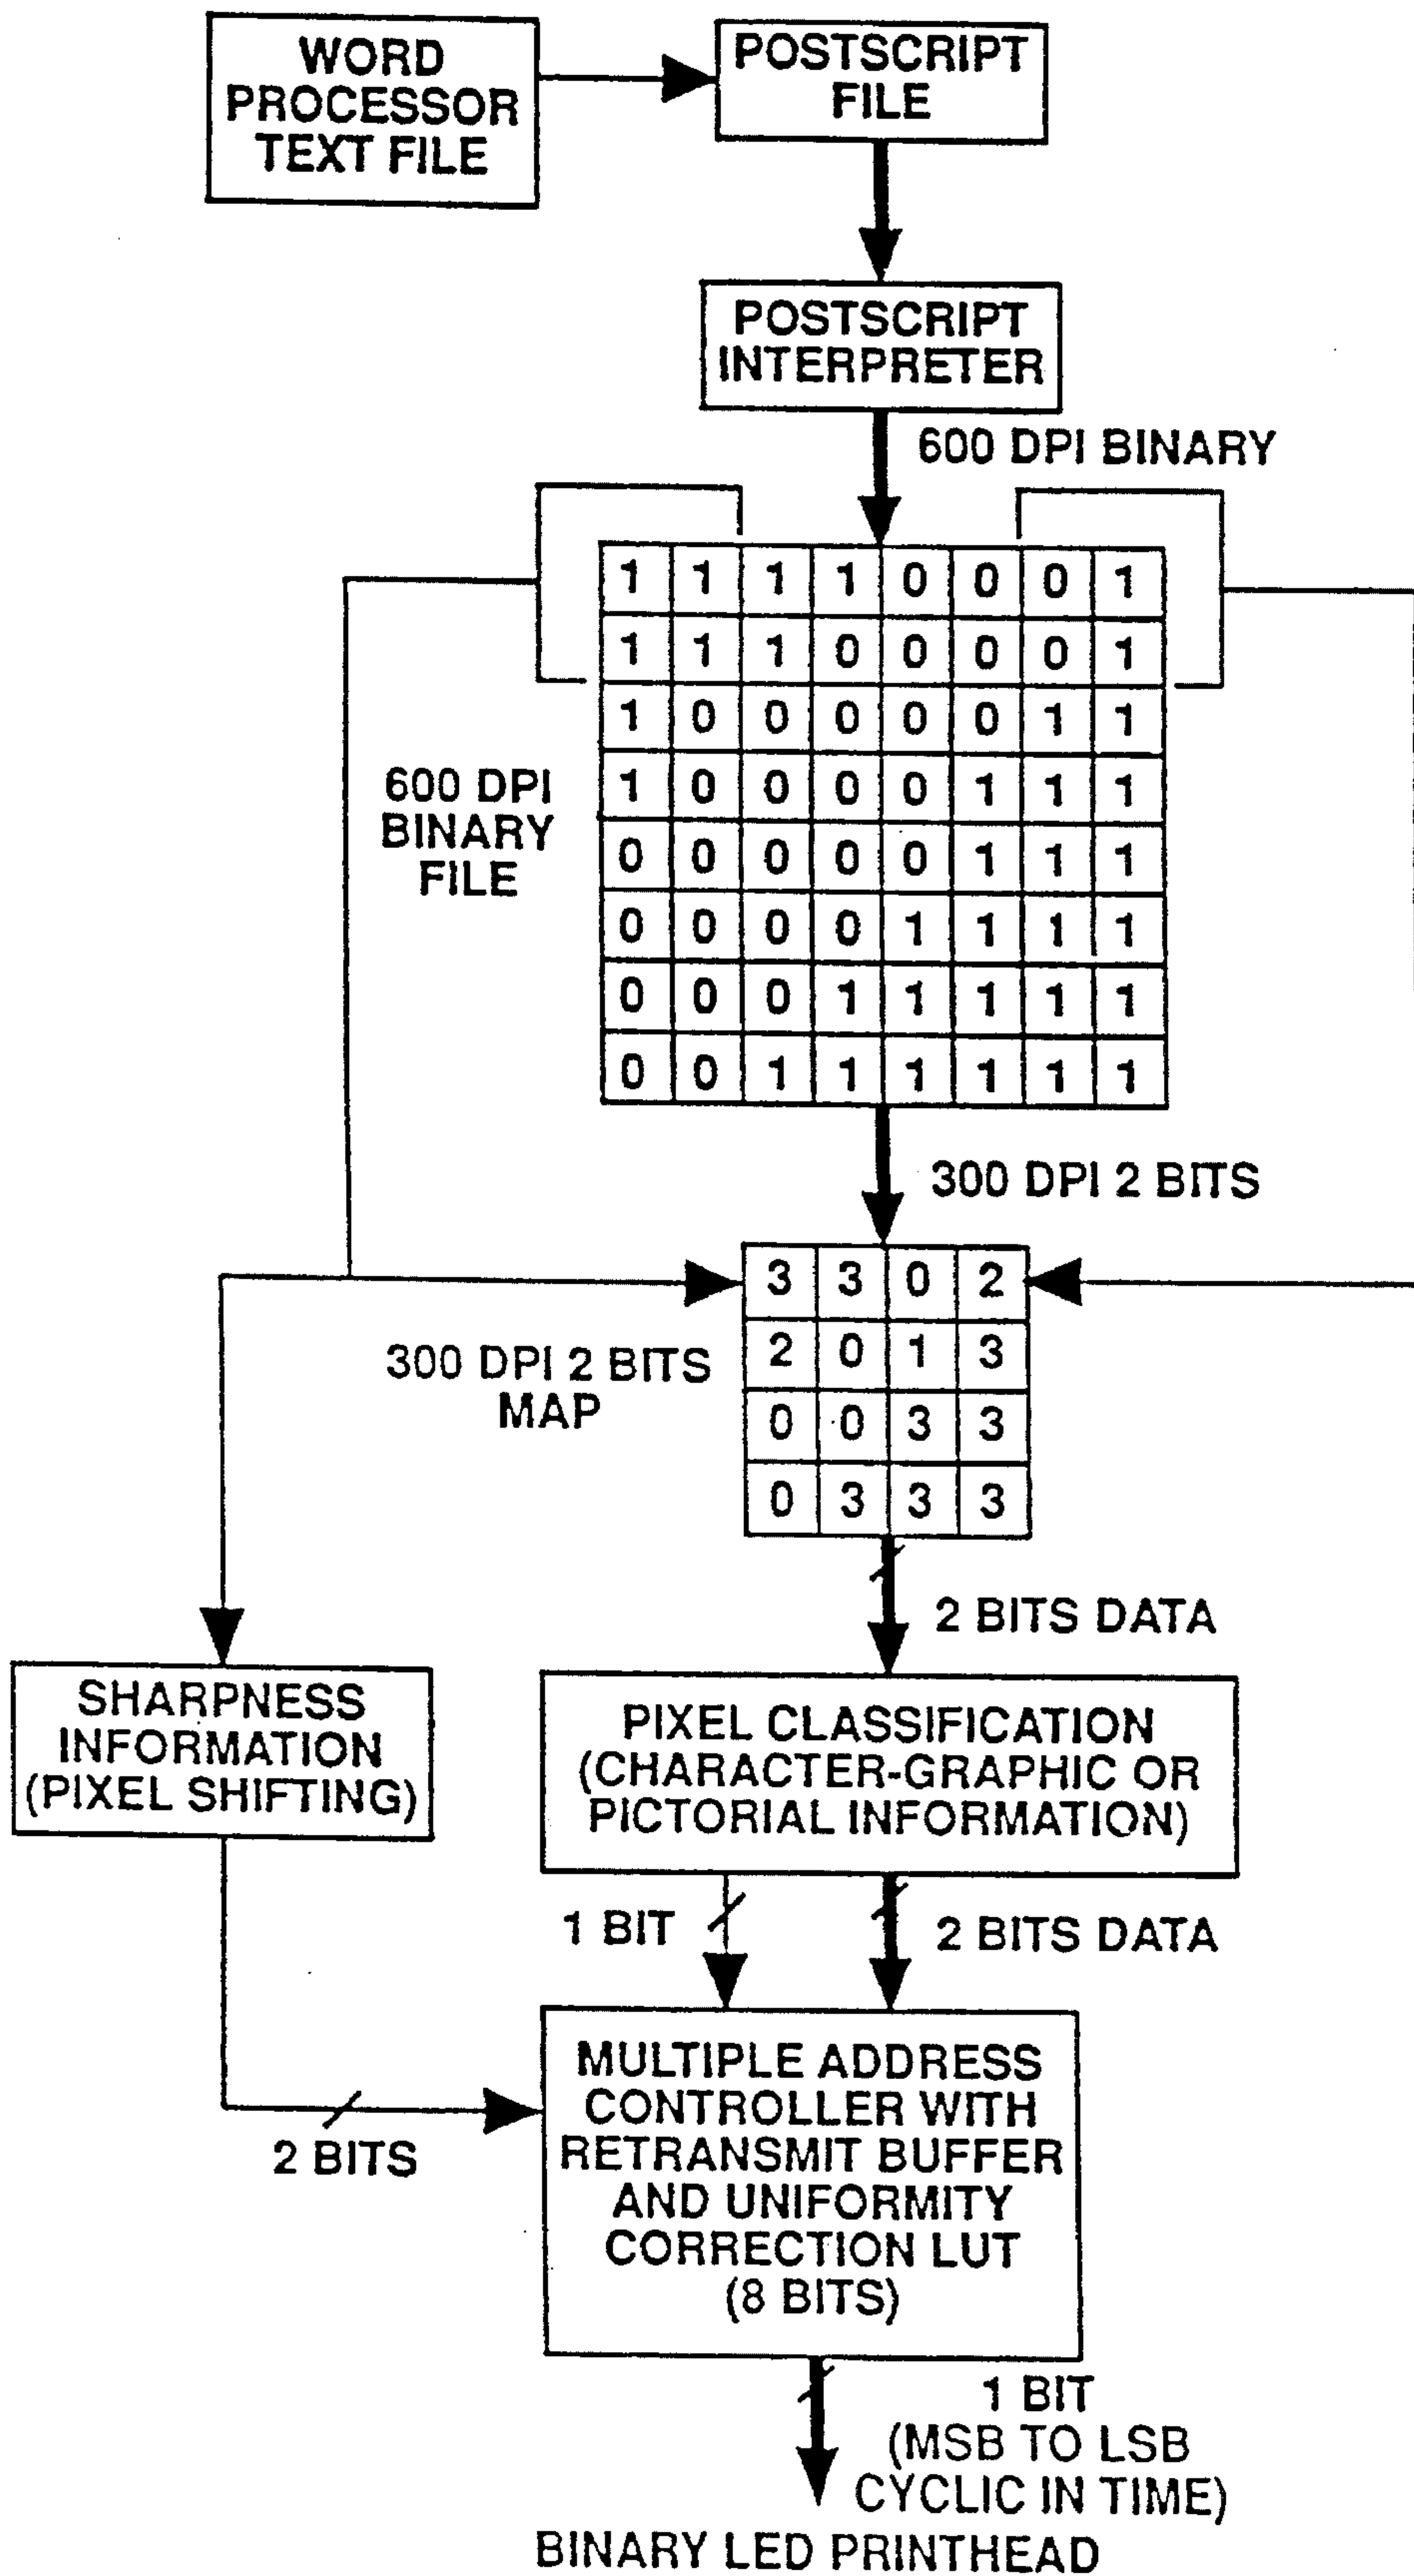 WORD
PROCESSOR
TEXT FILE
POSTSCRIPT
FILE
POSTSCRIPT
INTERPRETER
600 DPI BINARY
1 1 1 1 0 0 0 1
1 1 1 0 0 0 0 1
1 0 0 0 0 0 1 1
1 0 0 0 0 1 1 1
0 0 0 0 0 1 1 1
0 0 0 0 1 1 1 1
0 0 0 1 1 1 1 1
0 0 1 1 1 1 1 1
600 DPI
BINARY
FILE
300 DPI 2 BITS
3 3 0 2
2 0 1 3
0 0 3 3
0 3 3 3
300 DPI 2 BITS
MAP
2 BITS DATA
SHARPNESS
INFORMATION
(PIXEL SHIFTING)
PIXEL CLASSIFICATION
(CHARACTER-GRAPHIC OR
PICTORIAL INFORMATION)
1 BIT
2 BITS DATA
2 BITS
MULTIPLE ADDRESS
CONTROLLER WITH
RETRANSMIT BUFFER
AND UNIFORMITY
CORRECTION LUT
(8 BITS)
1 BIT
(MSB TO LSB
CYCLIC IN TIME)
BINARY LED PRINTHEAD